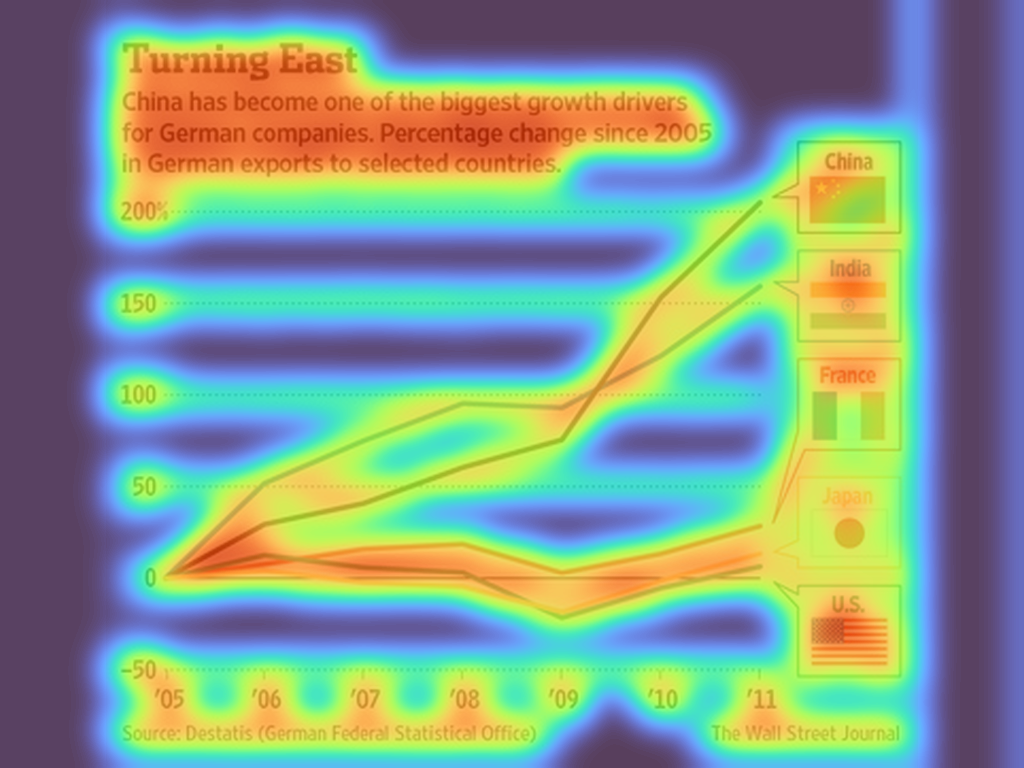 Turning East
China has become one of the biggest growth drivers
for German companies. Percentage change since 2005
in German exports to selected countries.
China
200%
India
150
France
100
50
Japan
0
U.S.
–50
'05 '06 '07 '08 '09 '10 '11
Source: Destatis (German Federal Statistical Office) The Wall Street Journal